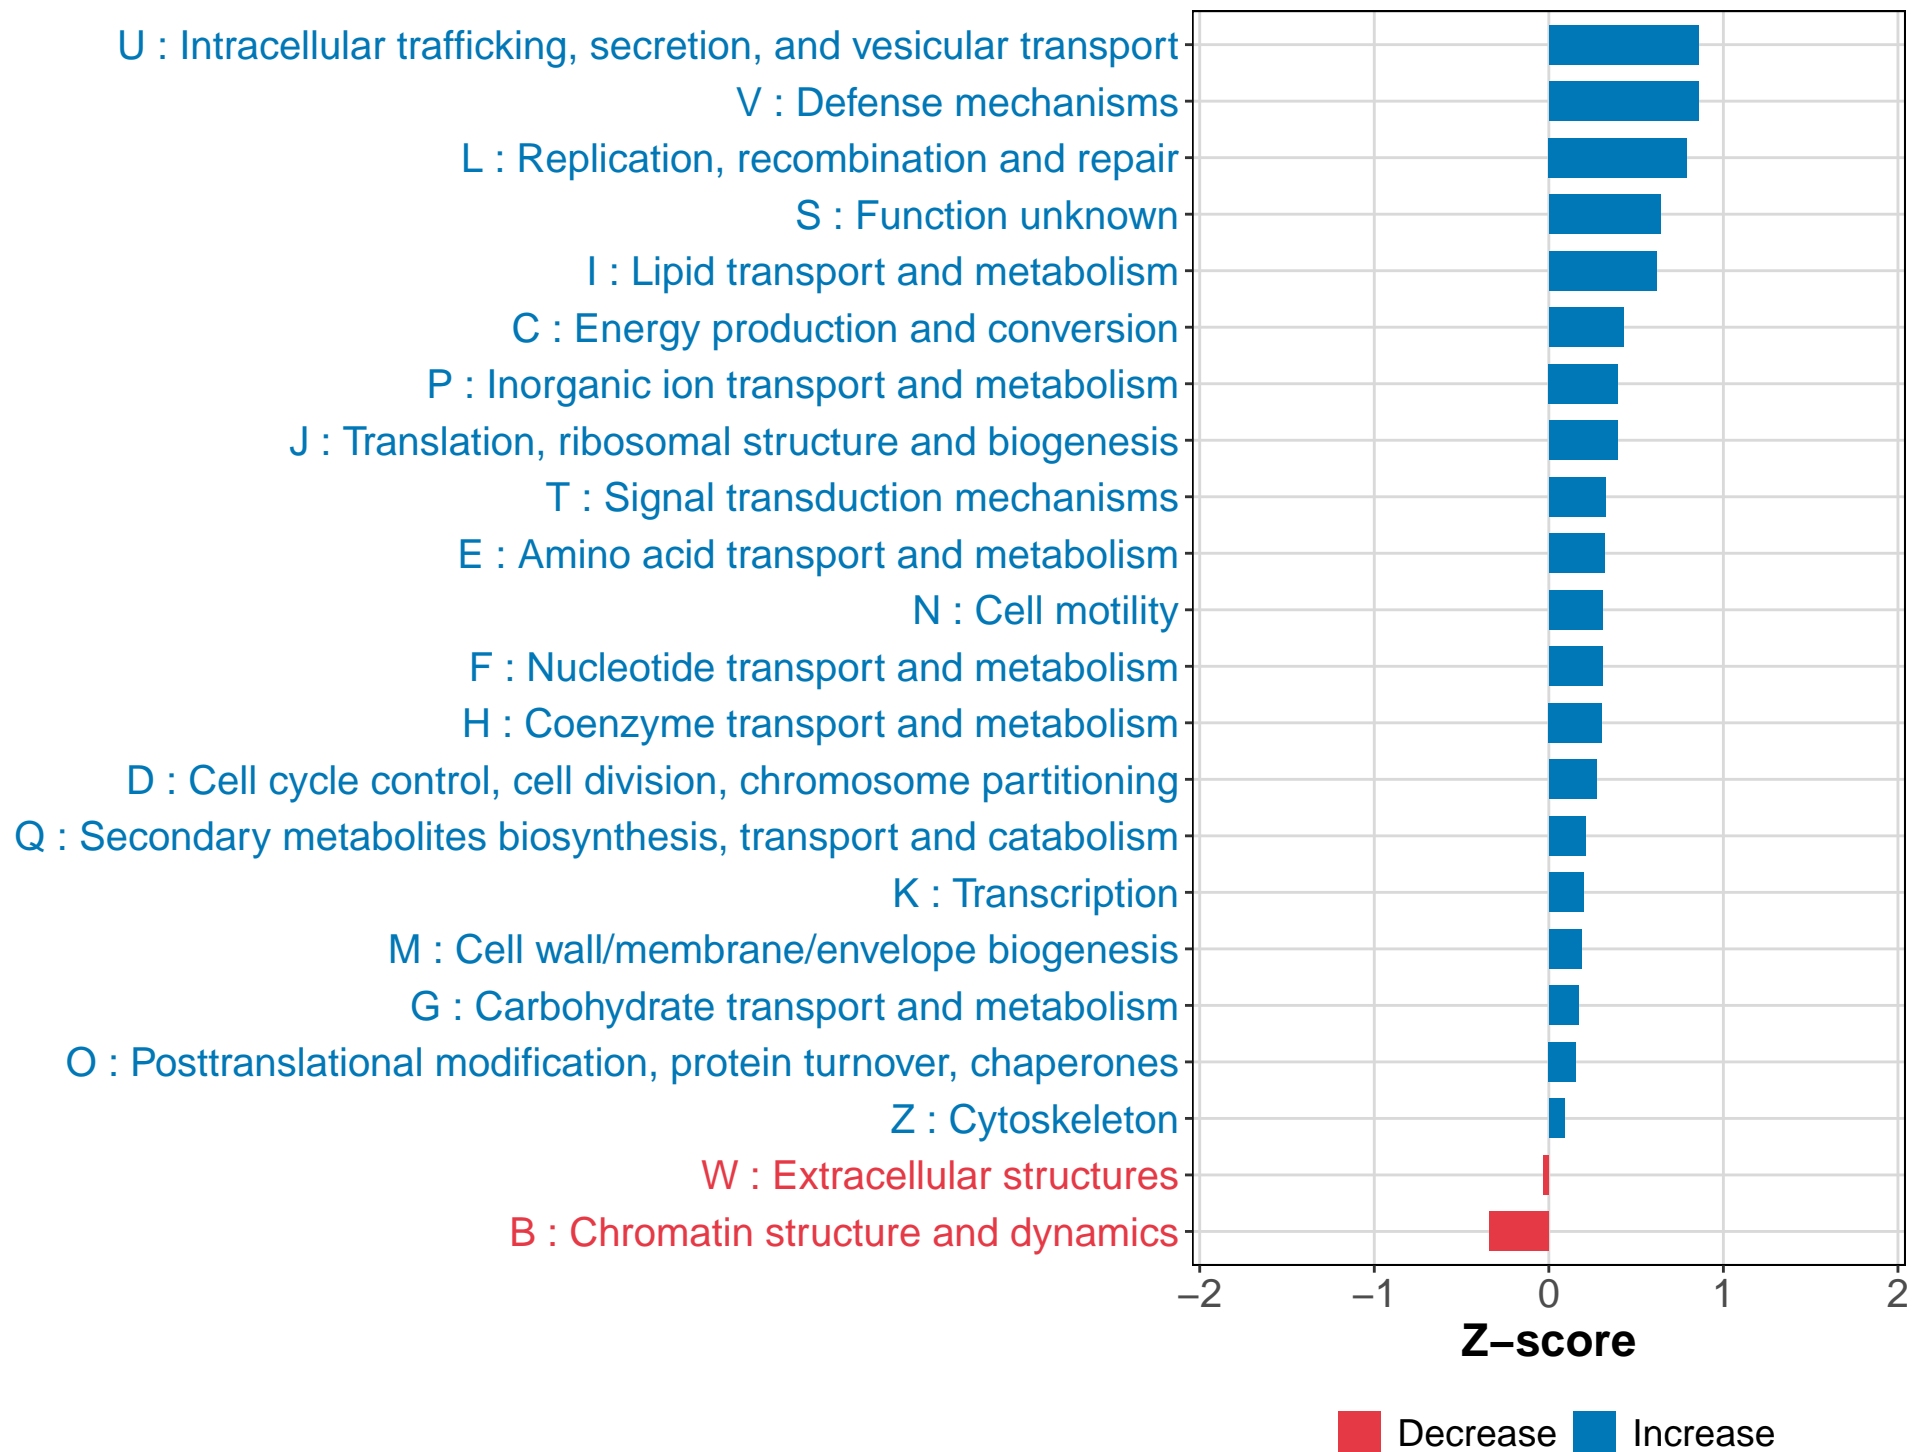 U : Intracellular trafficking, secretion, and vesicular transport
V : Defense mechanisms
L : Replication, recombination and repair
S : Function unknown
I : Lipid transport and metabolism
C : Energy production and conversion
P : Inorganic ion transport and metabolism
J : Translation, ribosomal structure and biogenesis
T : Signal transduction mechanisms
E : Amino acid transport and metabolism
N : Cell motility
F : Nucleotide transport and metabolism
H : Coenzyme transport and metabolism
D : Cell cycle control, cell division, chromosome partitioning
Q : Secondary metabolites biosynthesis, transport and catabolism
K : Transcription
M : Cell wall/membrane/envelope biogenesis
G : Carbohydrate transport and metabolism
O : Posttranslational modification, protein turnover, chaperones
Z : Cytoskeleton
W : Extracellular structures
B : Chromatin structure and dynamics
−2 −1 0 1 2
Z−score
Decrease Increase